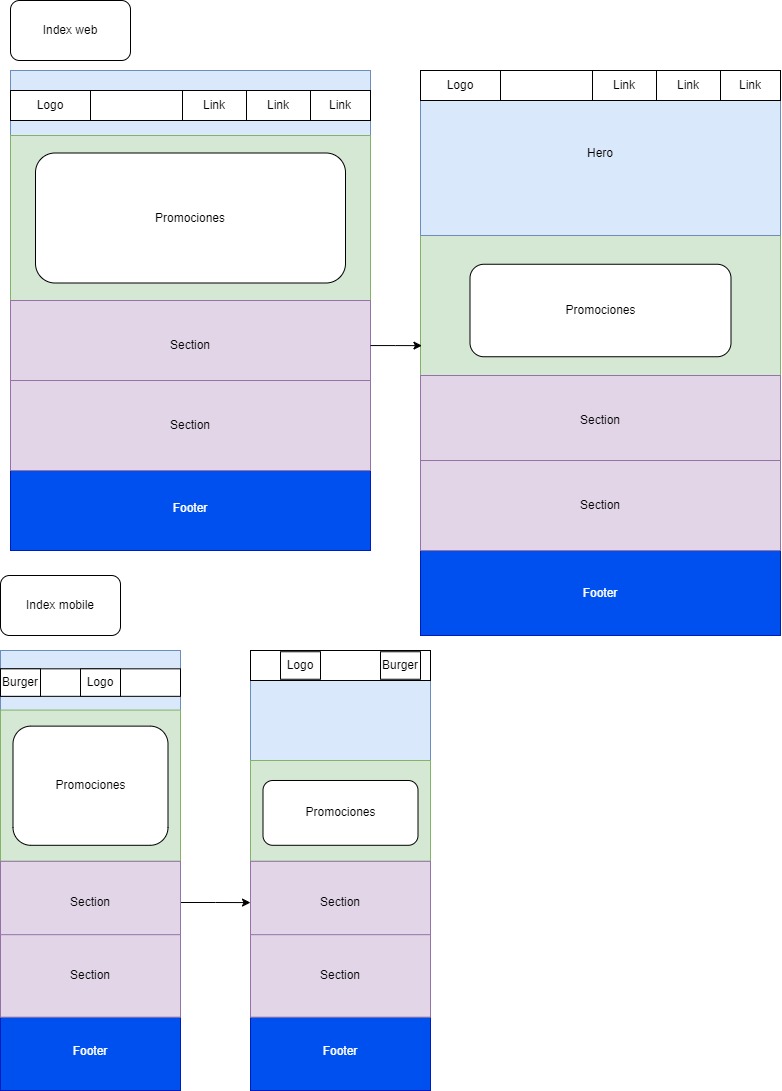 Index web
Logo
Link
Link
Link
Promociones
Section
Section
Footer
Logo
Link
Link
Link
Hero
Promociones
Section
Section
Footer
Index mobile
Burger
Logo
Promociones
Section
Section
Footer
Logo
Burger
Promociones
Section
Section
Footer